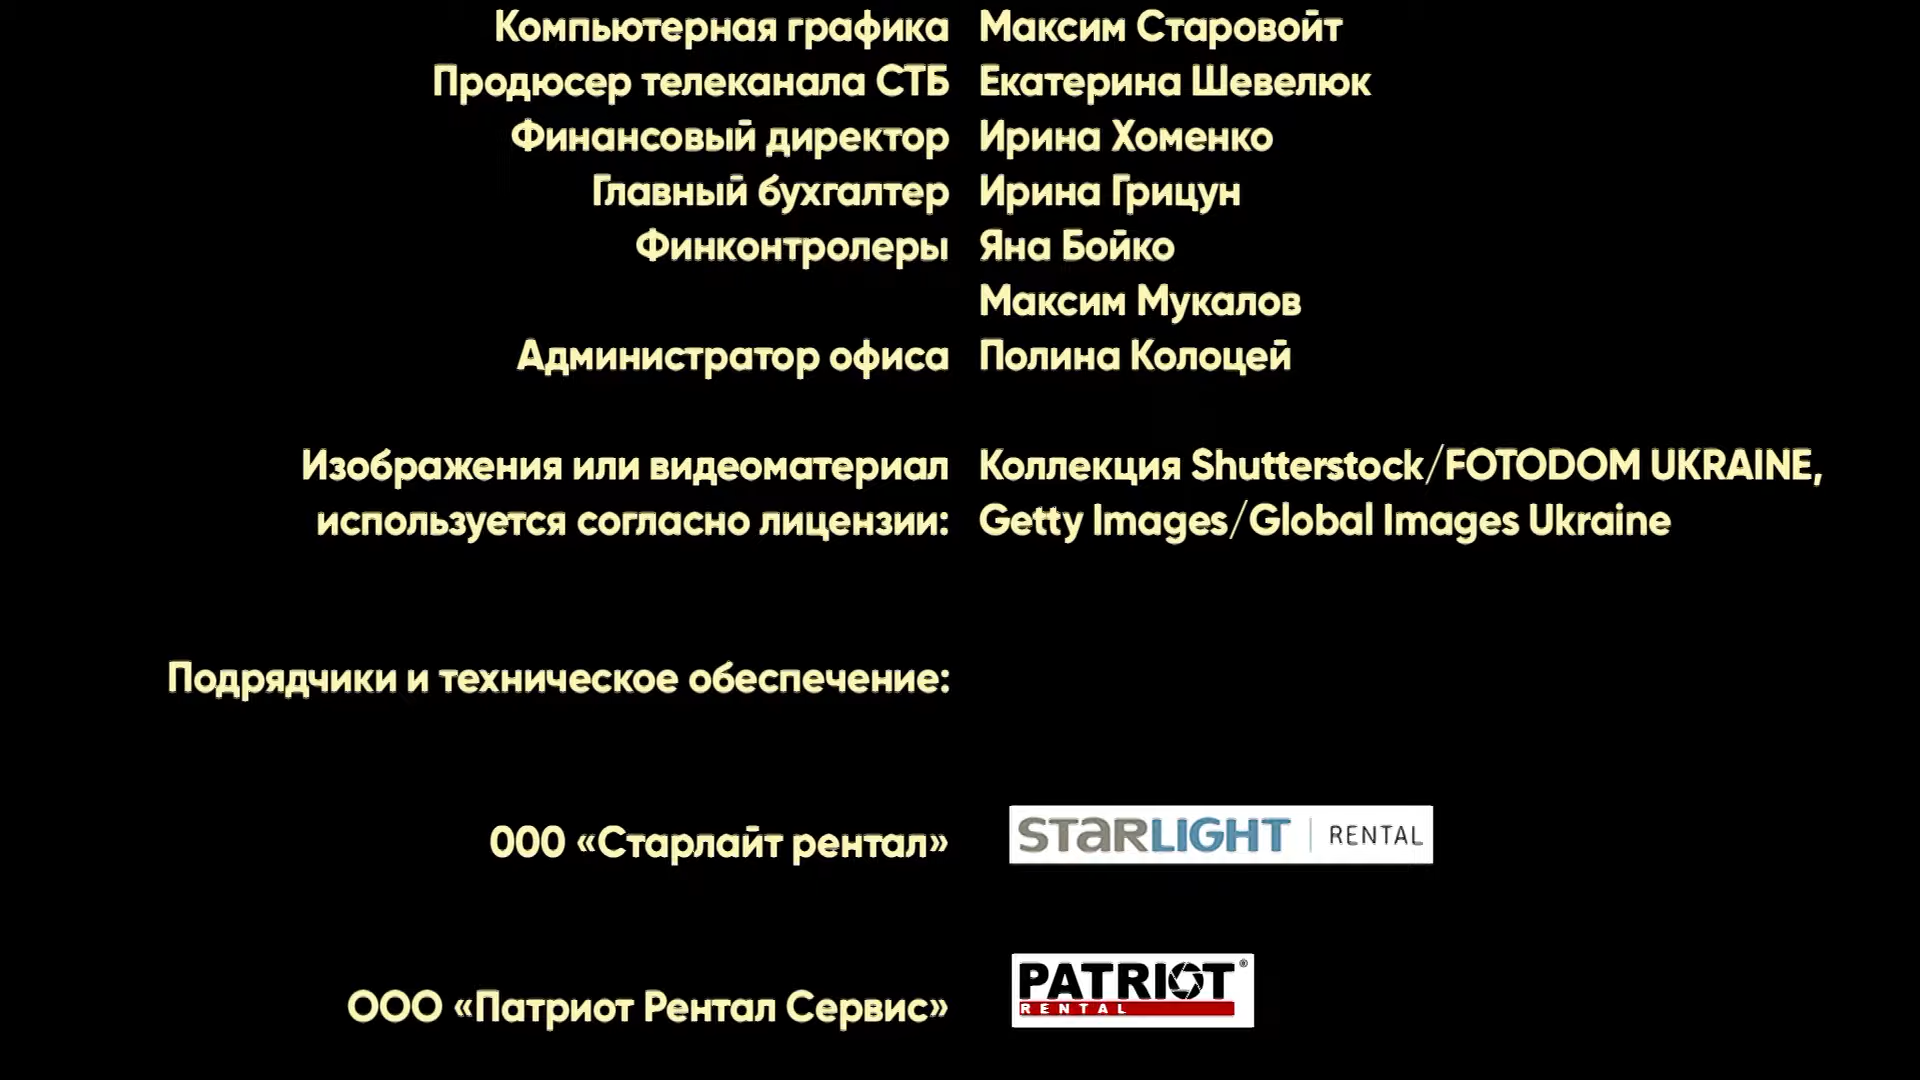 Компьютерная графика Максим Старовойт
Продюсер телеканала СТБ Екатерина Шевелюк
Финансовый директор Ирина Хоменко
Главный бухгалтер Ирина Грицун
Финконтролеры Яна Бойко
Максим Мукалов
Администратор офиса Полина Колоцей
Изображения или видеоматериал Коллекция Shutterstock/FOTODOM UKRAINE,
используется согласно лицензии: Getty Images/Global Images Ukraine
Подрядчики и техническое обеспечение:
ООО «Старлайт рентал» STARLIGHT | RENTAL
ООО «Патриот Рентал Сервис» PATRIOT®
RENTAL